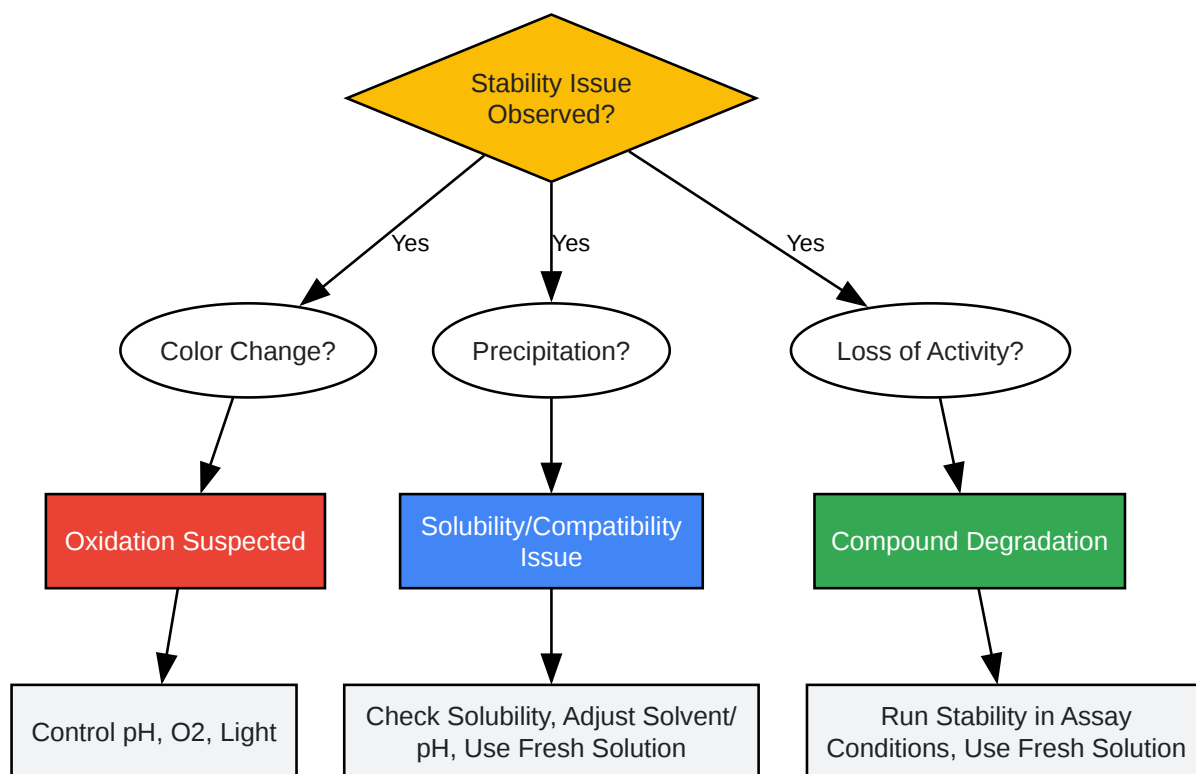 Stability Issue
Observed?
Yes
Yes
Yes
Color Change?
Precipitation?
Loss of Activity?
Oxidation Suspected
Solubility/Compatibility
Issue
Compound Degradation
Control pH, O2, Light
Check Solubility, Adjust Solvent/
pH, Use Fresh Solution
Run Stability in Assay
Conditions, Use Fresh Solution